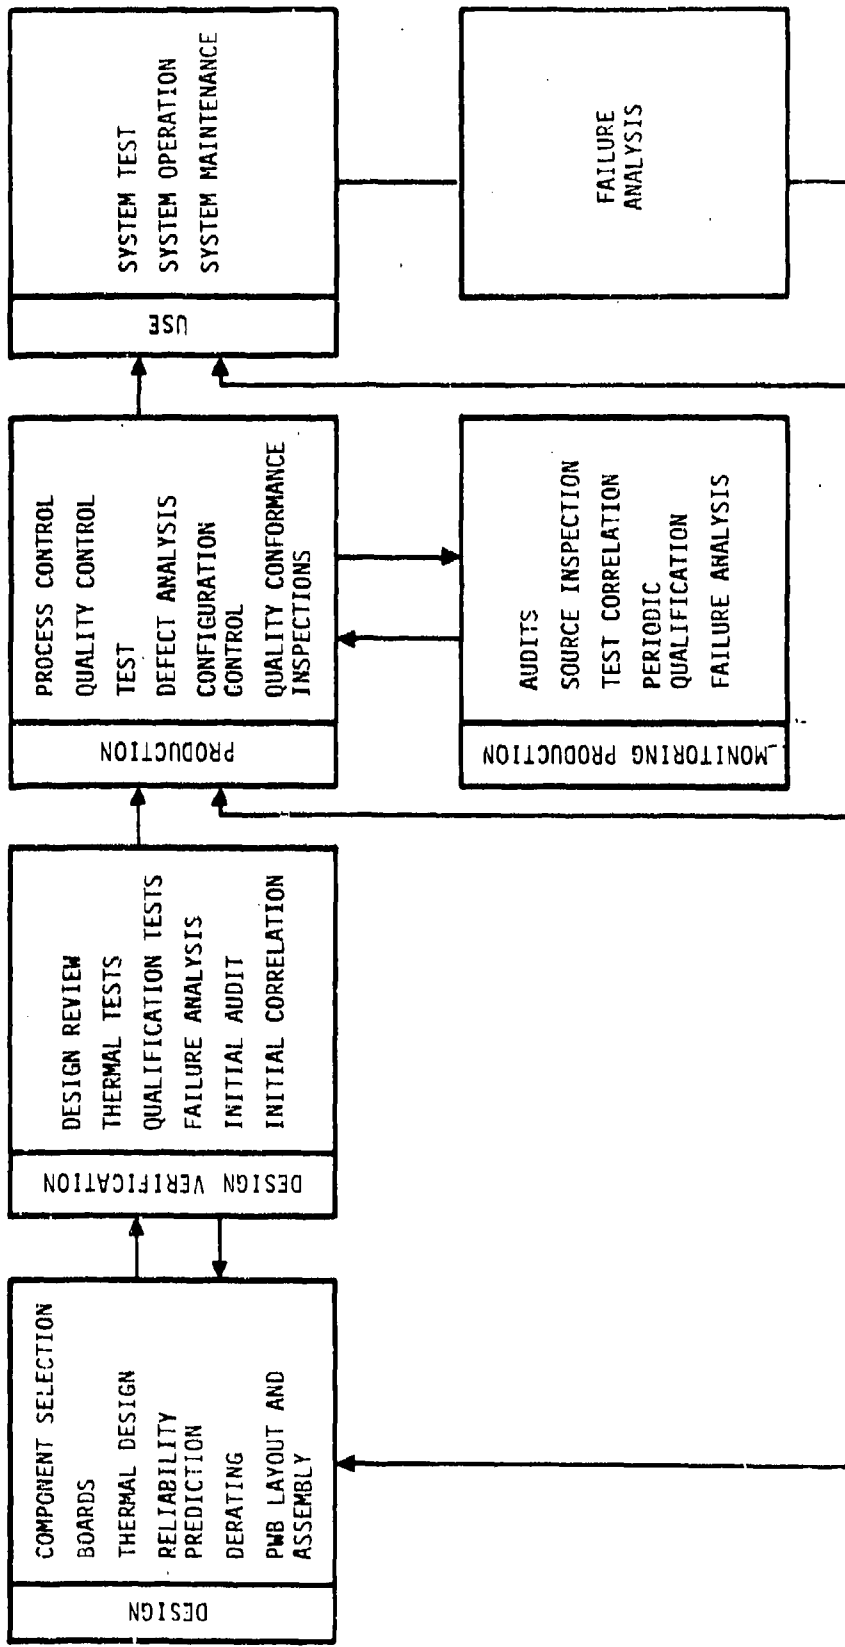 DESIGN
COMPONENT SELECTION
BOARDS
THERMAL DESIGN
RELIABILITY
PREDICTION
DERATING
PWB LAYOUT AND
ASSEMBLY
DESIGN VERIFICATION
DESIGN REVIEW
THERMAL TESTS
QUALIFICATION TESTS
FAILURE ANALYSIS
INITIAL AUDIT
INITIAL CORRELATION
PRODUCTION
PROCESS CONTROL
QUALITY CONTROL
TEST
DEFECT ANALYSIS
CONFIGURATION
CONTROL
QUALITY CONFORMANCE
INSPECTIONS
USE
SYSTEM TEST
SYSTEM OPERATION
SYSTEM MAINTENANCE
MONITORING PRODUCTION
AUDITS
SOURCE INSPECTION
TEST CORRELATION
PERIODIC
QUALIFICATION
FAILURE ANALYSIS
FAILURE
ANALYSIS